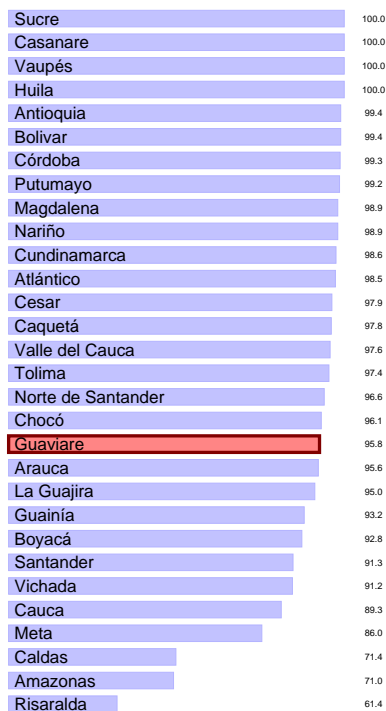 Sucre 100.0
Casanare 100.0
Vaupés 100.0
Huila 100.0
Antioquia 99.4
Bolivar 99.4
Córdoba 99.3
Putumayo 99.2
Magdalena 98.9
Nariño 98.9
Cundinamarca 98.6
Atlántico 98.5
Cesar 97.9
Caquetá 97.8
Valle del Cauca 97.6
Tolima 97.4
Norte de Santander 96.6
Chocó 96.1
Guaviare 95.8
Arauca 95.6
La Guajira 95.0
Guainía 93.2
Boyacá 92.8
Santander 91.3
Vichada 91.2
Cauca 89.3
Meta 86.0
Caldas 71.4
Amazonas 71.0
Risaralda 61.4